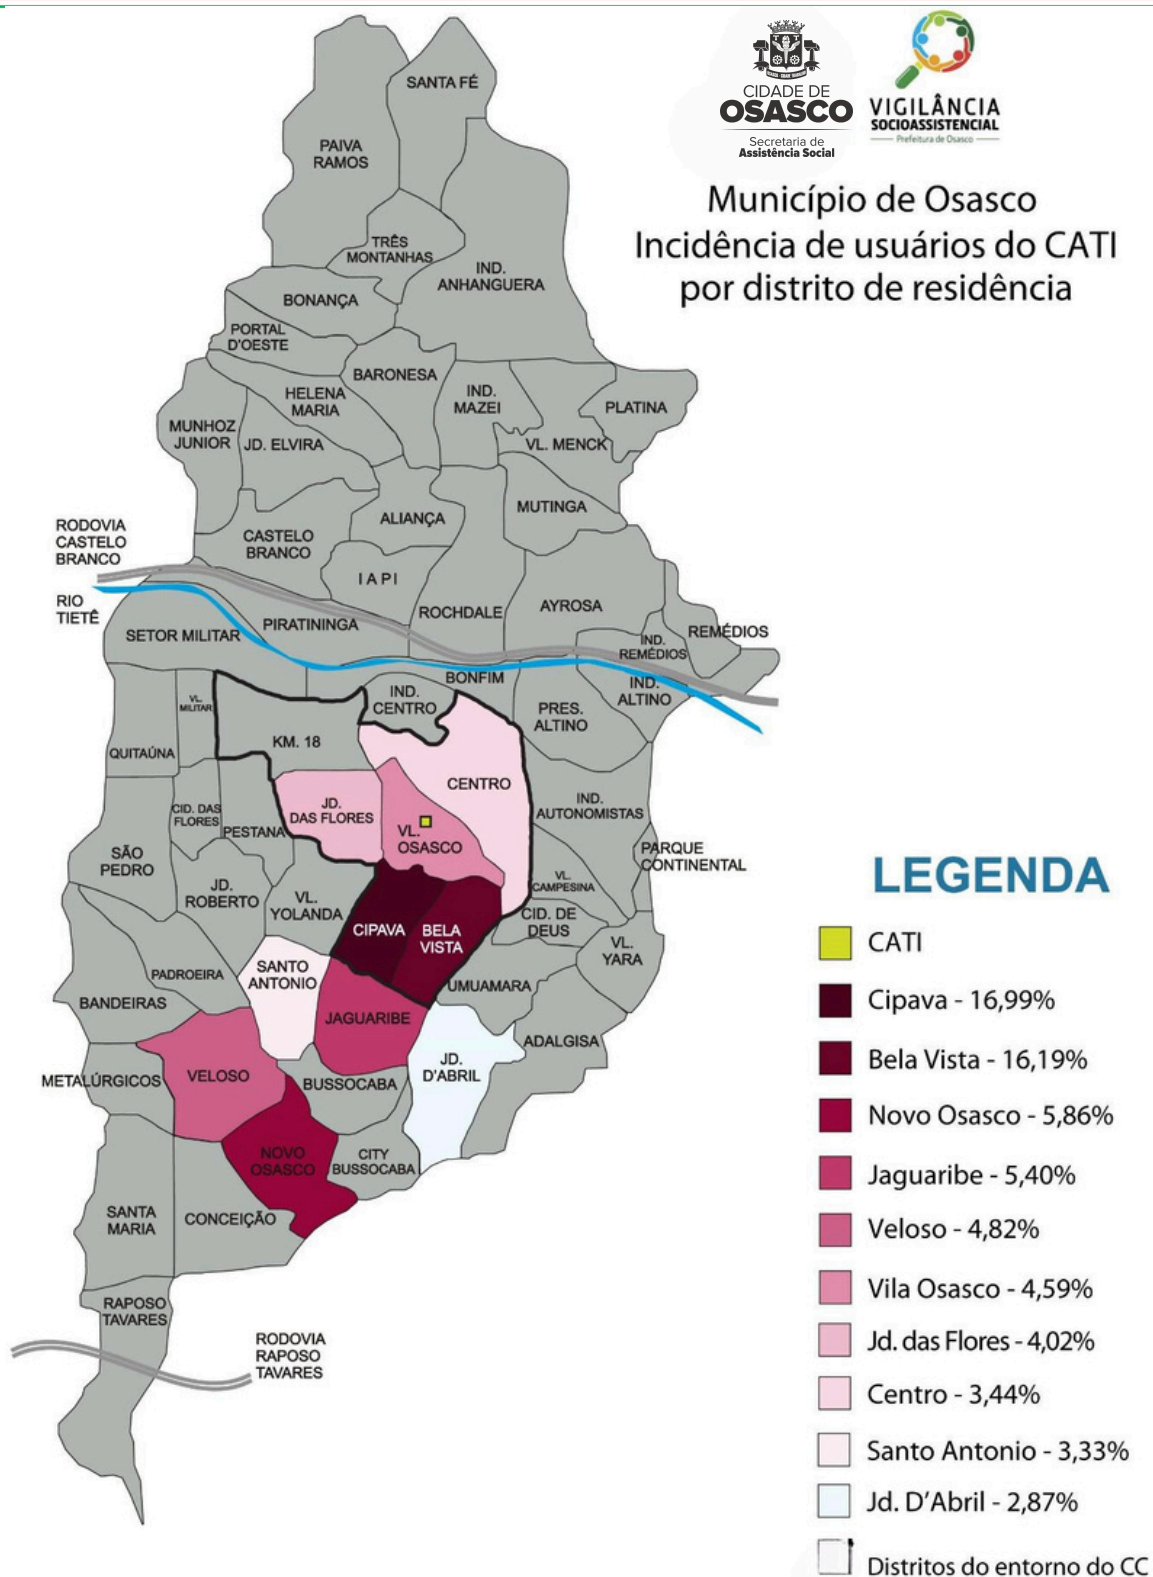 CIDADE DE
OSASCO
Secretaria de
Assistência Social
VIGILÂNCIA
SOCIOASSISTENCIAL
Prefeitura de Osasco
Município de Osasco
Incidência de usuários do CATI
por distrito de residência
SANTA FÉ
PAIVA
RAMOS
TRÊS
MONTANHAS
IND.
ANHANGUERA
BONANÇA
PORTAL
D'OESTE
BARONESA
HELENA
MARIA
IND.
MAZEI
PLATINA
MUNHOZ
JUNIOR
JD. ELVIRA
VL. MENCK
MUTINGA
ALIANÇA
CASTELO
BRANCO
RODOVIA
CASTELO
BRANCO
I A P I
RIO
TIETÊ
ROCHDALE
AYROSA
PIRATININGA
SETOR MILITAR
REMÉDIOS
IND.
REMÉDIOS
BONFIM
IND.
ALTINO
VL.
MILITAR
IND.
CENTRO
PRES.
ALTINO
KM. 18
QUITAÚNA
CENTRO
JD.
DAS FLORES
IND.
AUTONOMISTAS
CID. DAS
FLORES
PESTANA
VL.
OSASCO
PARQUE
CONTINENTAL
SÃO
PEDRO
VL.
CAMPESINA
JD.
ROBERTO
VL.
YOLANDA
CIPAVA
BELA
VISTA
CID. DE
DEUS
VL.
YARA
PADROEIRA
SANTO
ANTONIO
UMUAMARA
BANDEIRAS
JAGUARIBE
ADALGISA
METALÚRGICOS
VELOSO
BUSSOCABA
JD.
D'ABRIL
NOVO
OSASCO
CITY
BUSSOCABA
SANTA
MARIA
CONCEIÇÃO
RAPOSO
TAVARES
RODOVIA
RAPOSO
TAVARES
LEGENDA
CATI
Cipava - 16,99%
Bela Vista - 16,19%
Novo Osasco - 5,86%
Jaguaribe - 5,40%
Veloso - 4,82%
Vila Osasco - 4,59%
Jd. das Flores - 4,02%
Centro - 3,44%
Santo Antonio - 3,33%
Jd. D'Abril - 2,87%
Distritos do entorno do CC